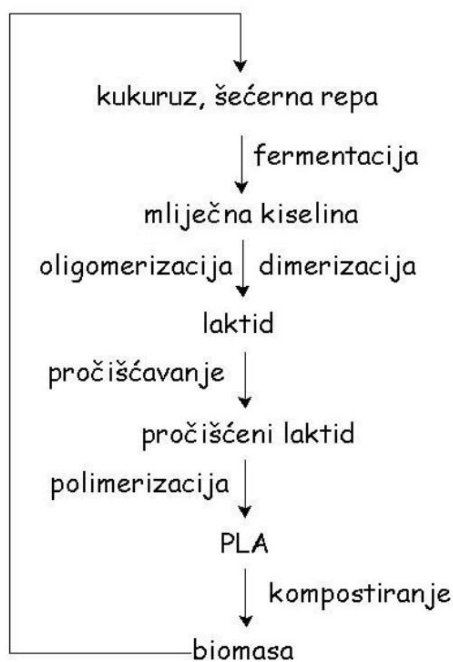 kukuruz, šećerna repa
fermentacija
mliječna kiselina
oligomerizacija dimerizacija
laktid
pročišćavanje
pročišćeni laktid
polimerizacija
PLA
kompostiranje
biomasa